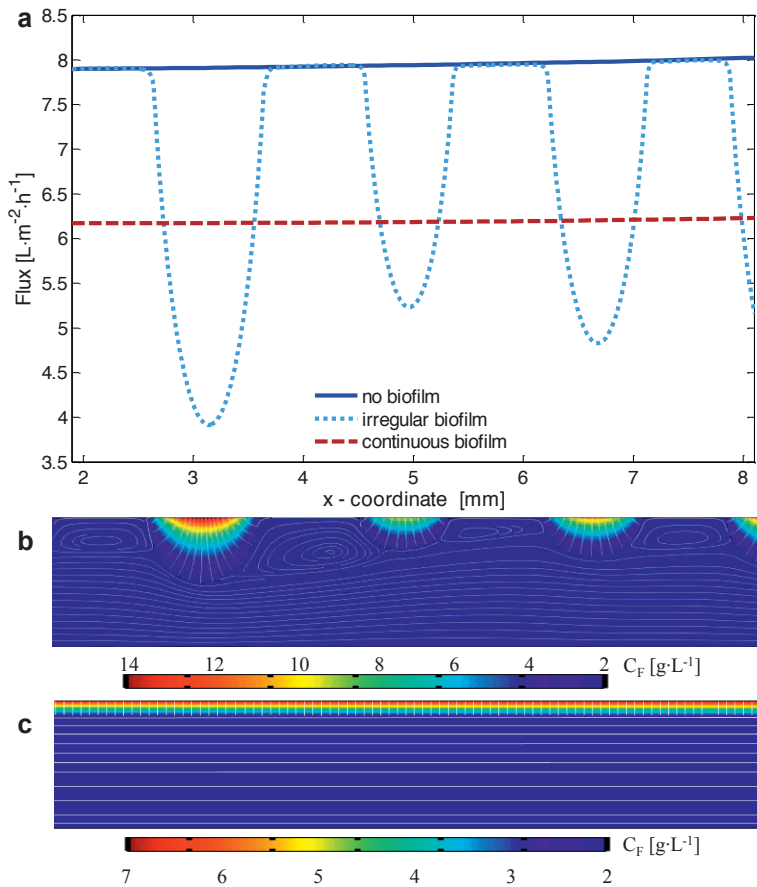 a
8.5
8
7.5
7
6.5
6
5.5
5
4.5
4
3.5
Flux [L·m⁻²·h⁻¹]
no biofilm
irregular biofilm
continuous biofilm
2 3 4 5 6 7 8
x - coordinate [mm]
b
14 12 10 8 6 4 2 C_F [g·L⁻¹]
c
C_F [g·L⁻¹]
7 6 5 4 3 2